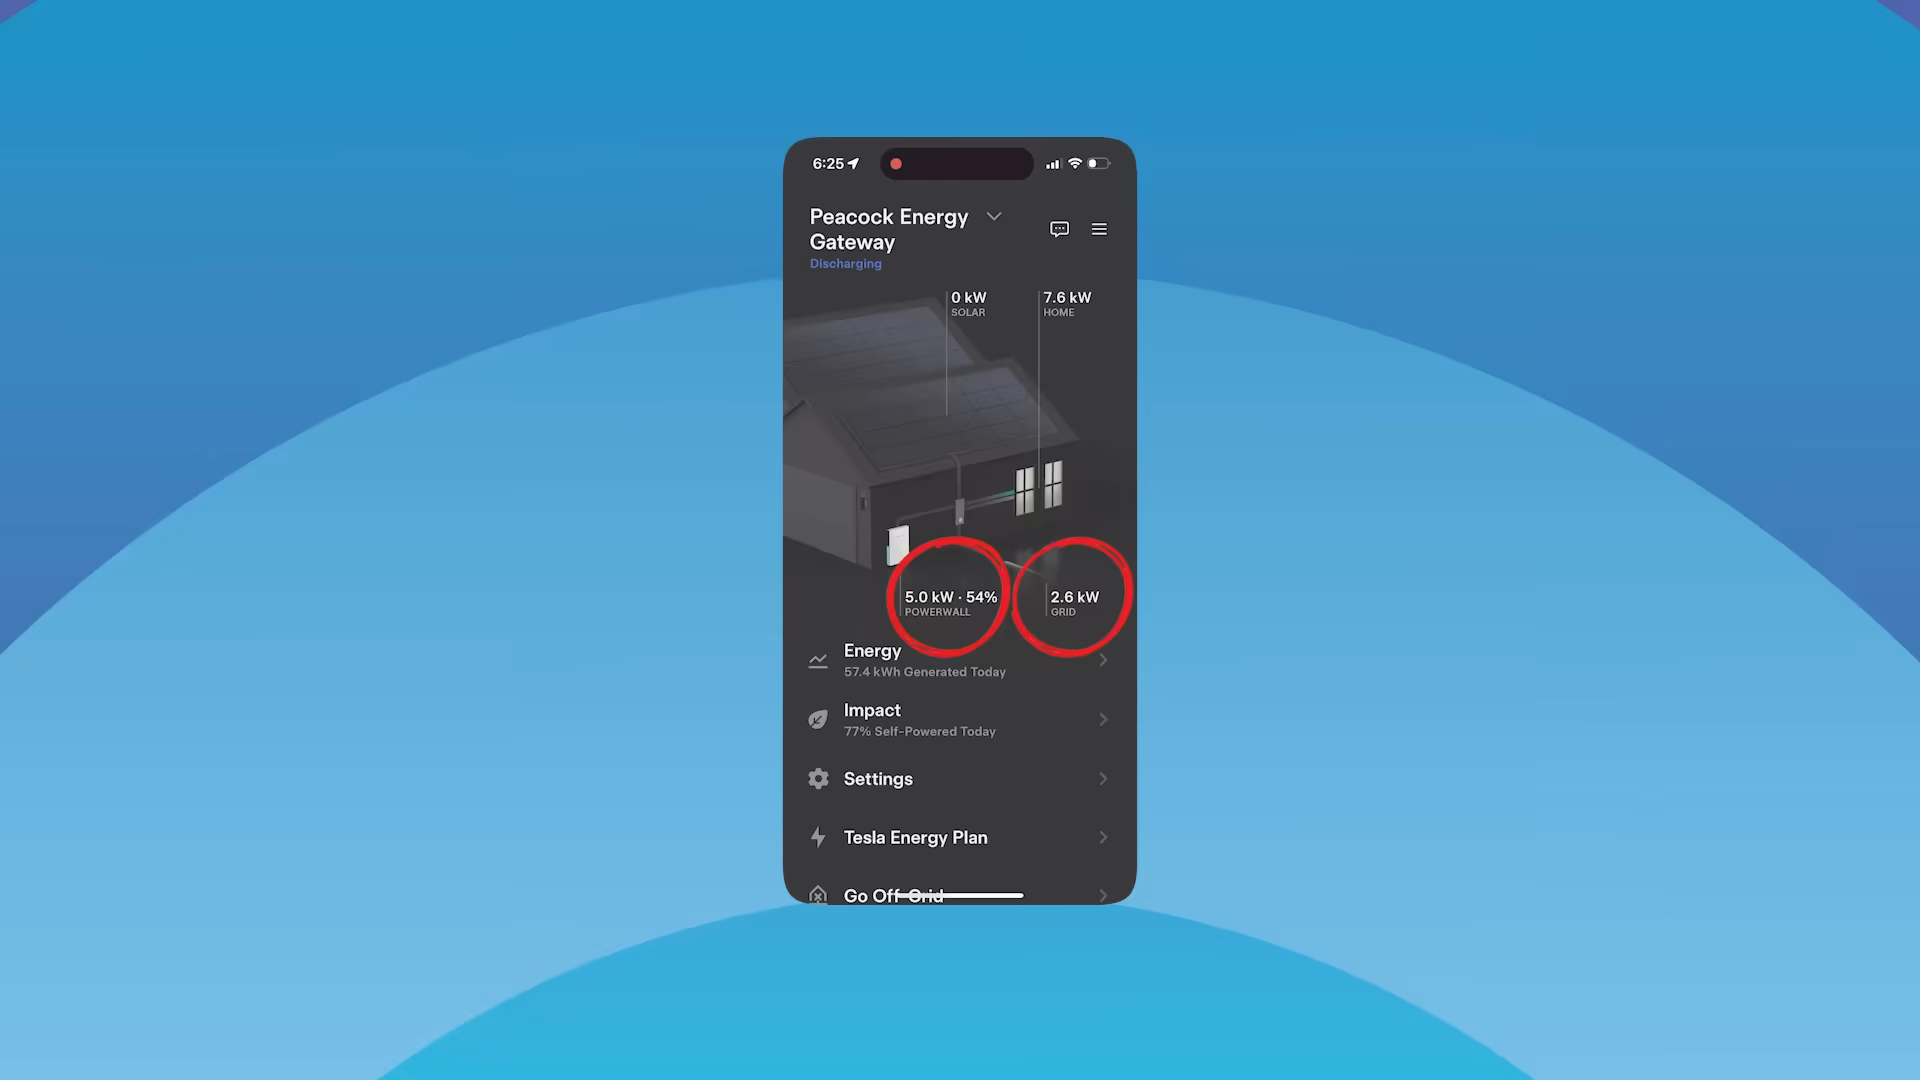 6:25
Peacock Energy
Gateway
Discharging
0 kW
SOLAR
7.6 kW
HOME
5.0 kW · 54%
POWERWALL
2.6 kW
GRID
Energy
57.4 kWh Generated Today
Impact
77% Self-Powered Today
Settings
Tesla Energy Plan
Go Off-Grid